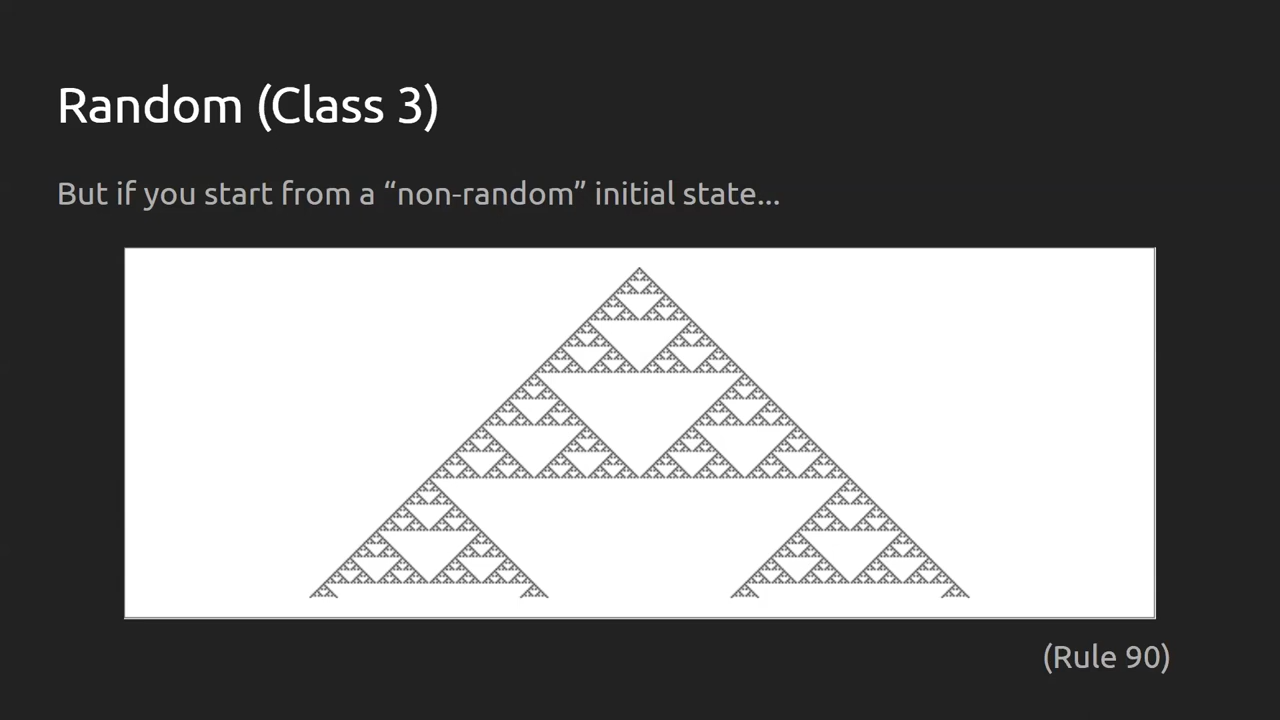 Random (Class 3)
But if you start from a “non-random” initial state...
(Rule 90)